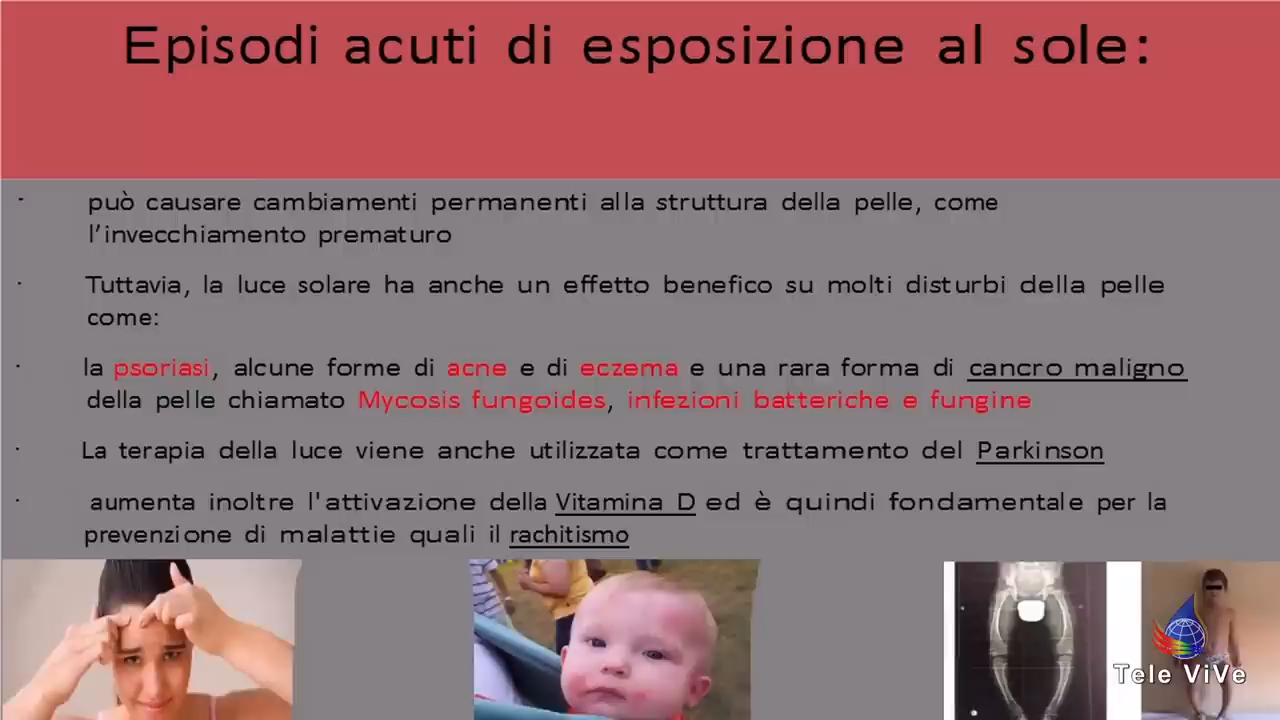 Episodi acuti di esposizione al sole:
· può causare cambiamenti permanenti alla struttura della pelle, come
l’invecchiamento prematuro
· Tuttavia, la luce solare ha anche un effetto benefico su molti disturbi della pelle
come:
· la psoriasi, alcune forme di acne e di eczema e una rara forma di cancro maligno
della pelle chiamato Mycosis fungoides, infezioni batteriche e fungine
· La terapia della luce viene anche utilizzata come trattamento del Parkinson
· aumenta inoltre l'attivazione della Vitamina D ed è quindi fondamentale per la
prevenzione di malattie quali il rachitismo
Tele ViVe